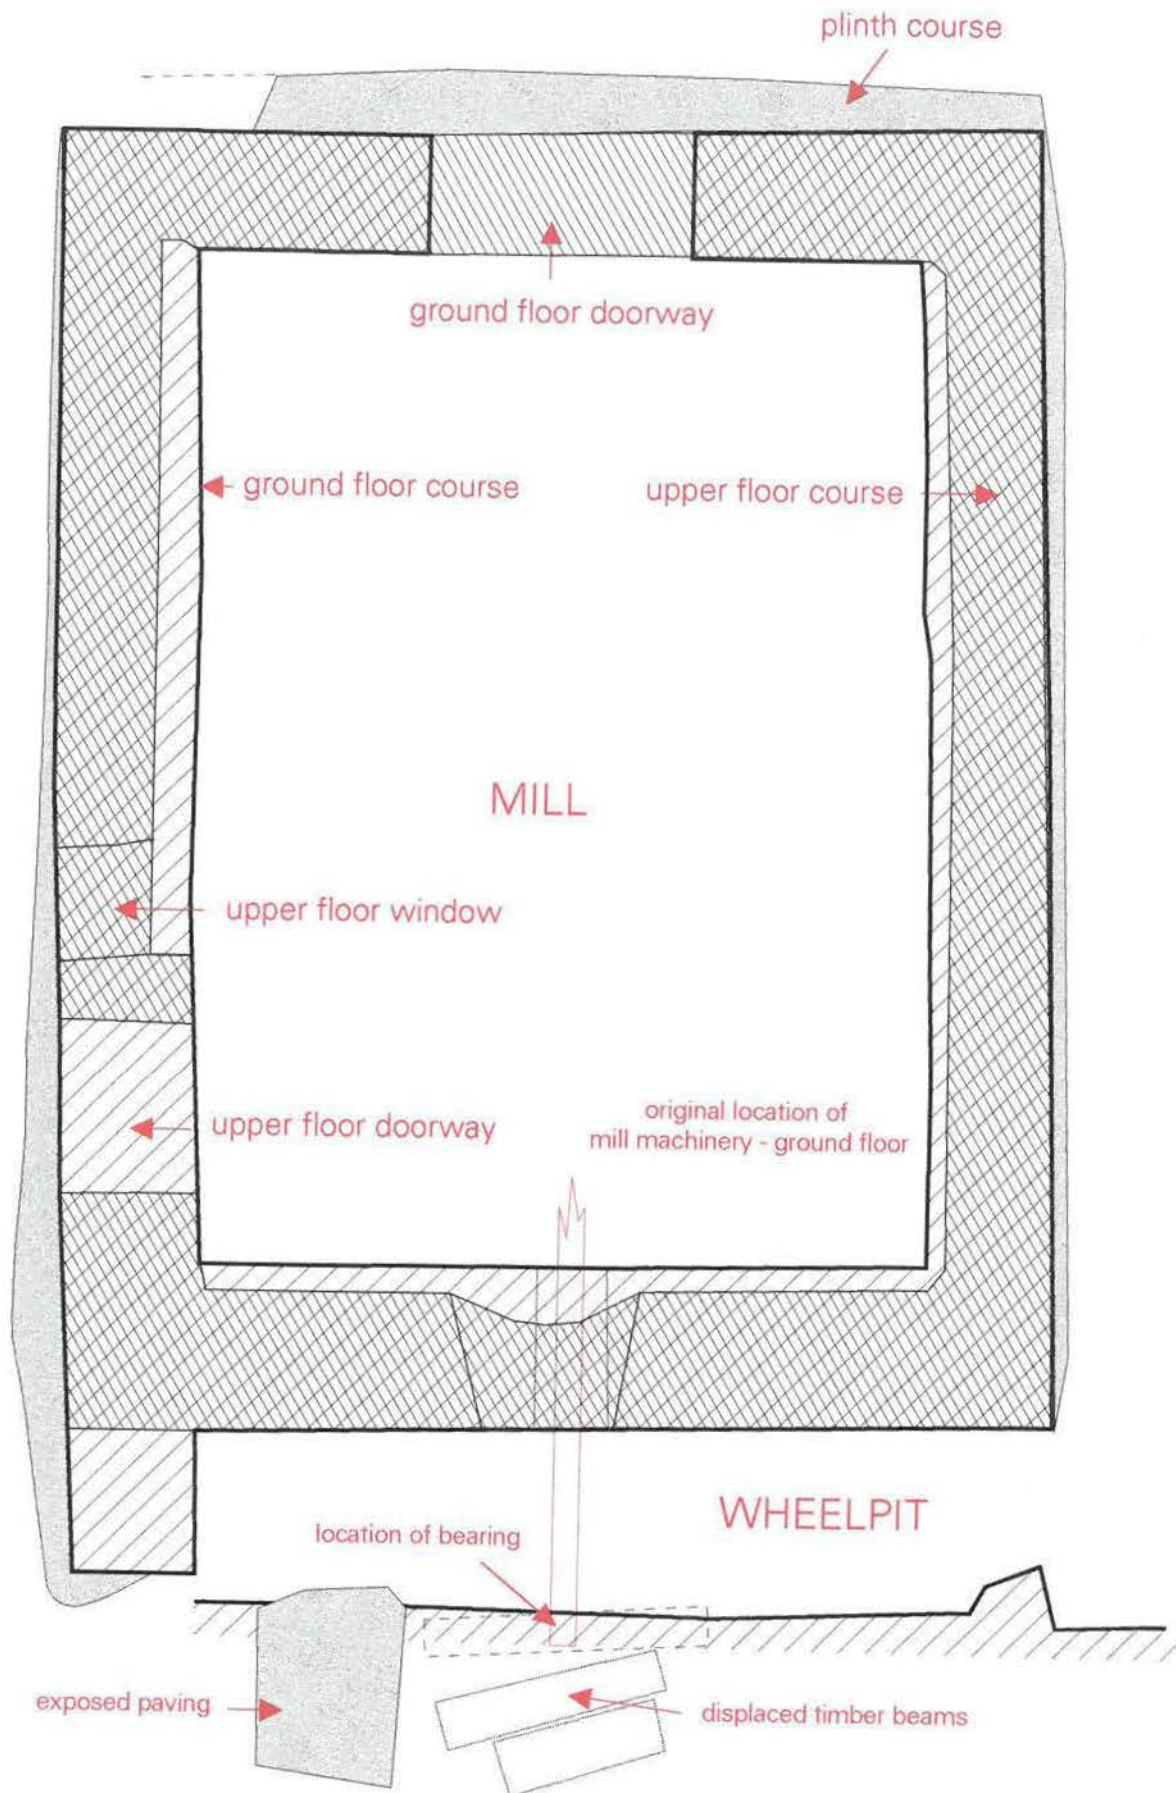 plinth course
ground floor doorway
ground floor course
upper floor course
MILL
upper floor window
upper floor doorway
original location of
mill machinery - ground floor
WHEELPIT
location of bearing
exposed paving
displaced timber beams